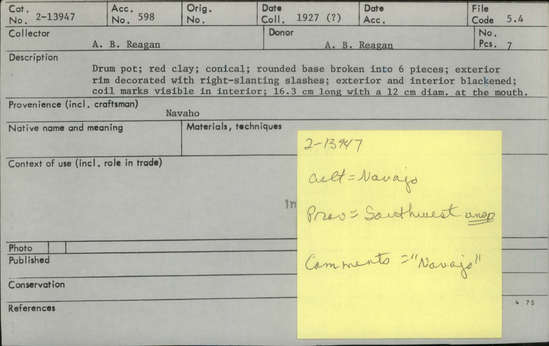 Cat. No. 2-13947 Acc. No. 598 Orig. No. Date Coll. 1927 (?) Date Acc. File Code 5.4
Collector A. B. Reagan Donor A. B. Reagan No. Pcs. 7
Description
Drum pot; red clay; conical; rounded base broken into 6 pieces; exterior
rim decorated with right-slanting slashes; exterior and interior blackened;
coil marks visible in interior; 16.3 cm long with a 12 cm diam. at the mouth.
Provenience (incl. craftsman)
Navaho
Native name and meaning Materials, techniques
Context of use (incl. role in trade)
Photo
Published
Conservation
References
2-13947
Cult = Navajo
Prov = Southwest unsp
Comments = "Navajo"